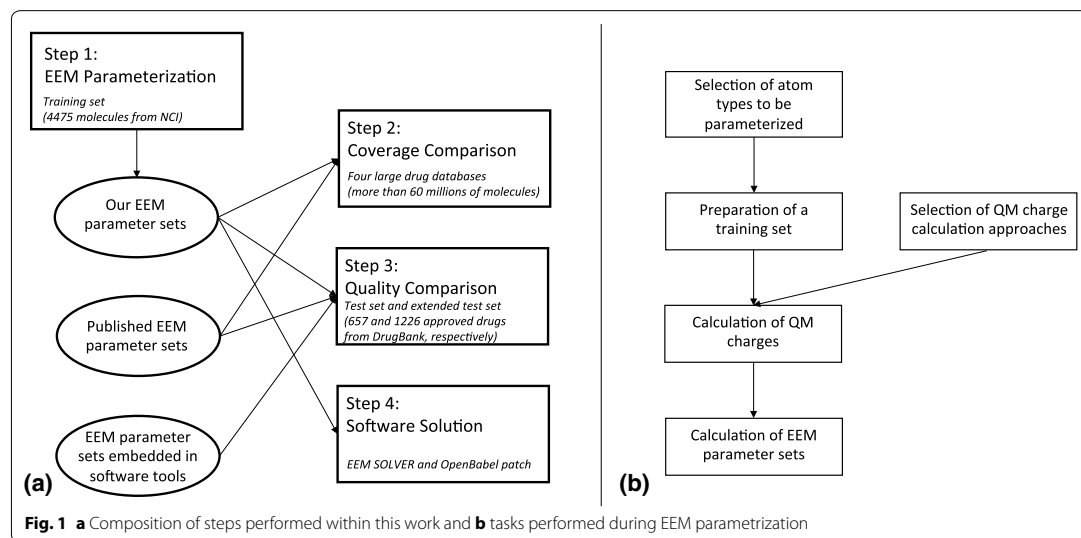 Step 1:
EEM Parameterization
Training set
(4475 molecules from NCI)
Our EEM
parameter sets
Published EEM
parameter sets
EEM parameter
sets embedded in
software tools
Step 2:
Coverage Comparison
Four large drug databases
(more than 60 millions of molecules)
Step 3:
Quality Comparison
Test set and extended test set
(657 and 1226 approved drugs
from DrugBank, respectively)
Step 4:
Software Solution
EEM SOLVER and OpenBabel patch
(a)
Selection of atom
types to be
parameterized
Preparation of a
training set
Selection of QM charge
calculation approaches
Calculation of QM
charges
Calculation of EEM
parameter sets
(b)
Fig. 1 a Composition of steps performed within this work and b tasks performed during EEM parametrization